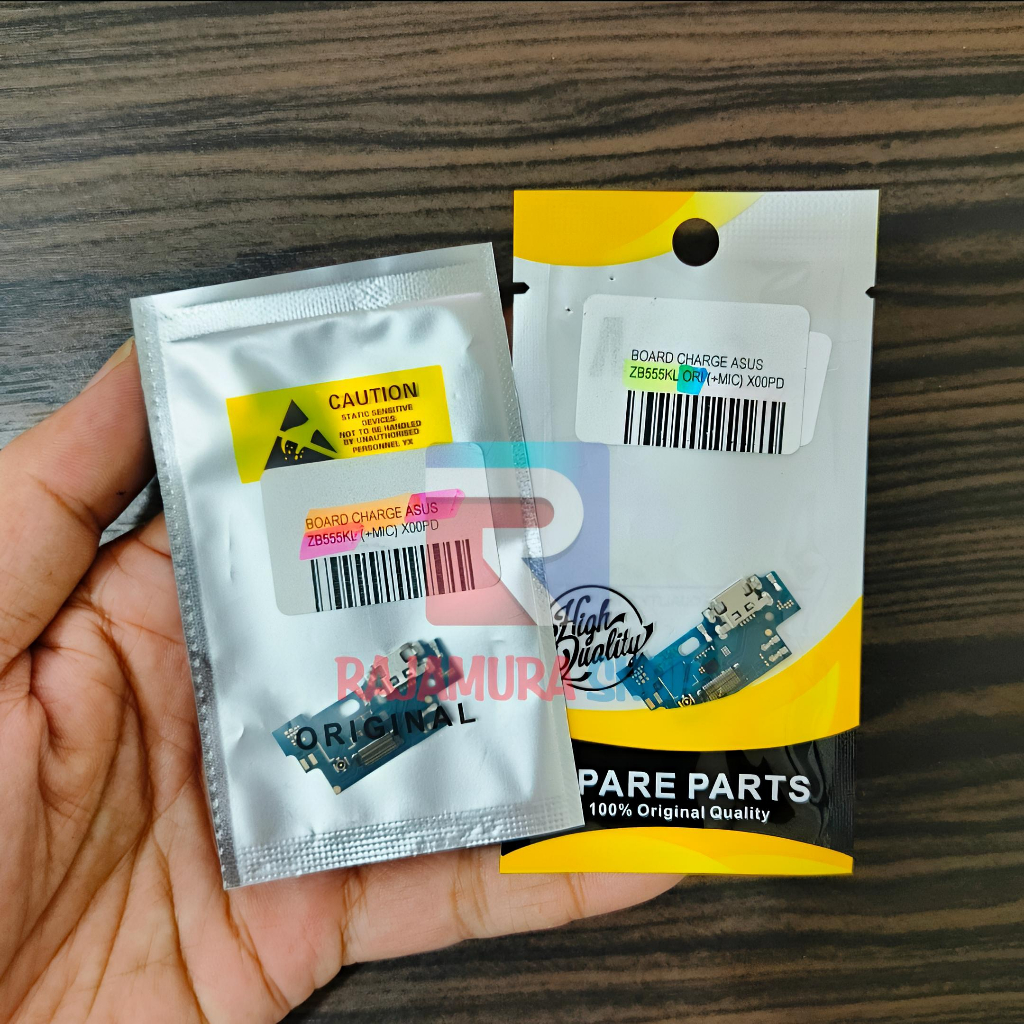 CAUTION
STATIC SENSITIVE
DEVICES
NOT TO BE HANDLED
BY UNAUTHORISED
PERSONNEL YX
BOARD CHARGE ASUS
ZB555KL (+MIC) X00PD
ORIGINAL
BOARD CHARGE ASUS
ZB555KL ORI (+MIC) X00PD
High
Quality
PARE PARTS
100% Original Quality
RAJAMURA